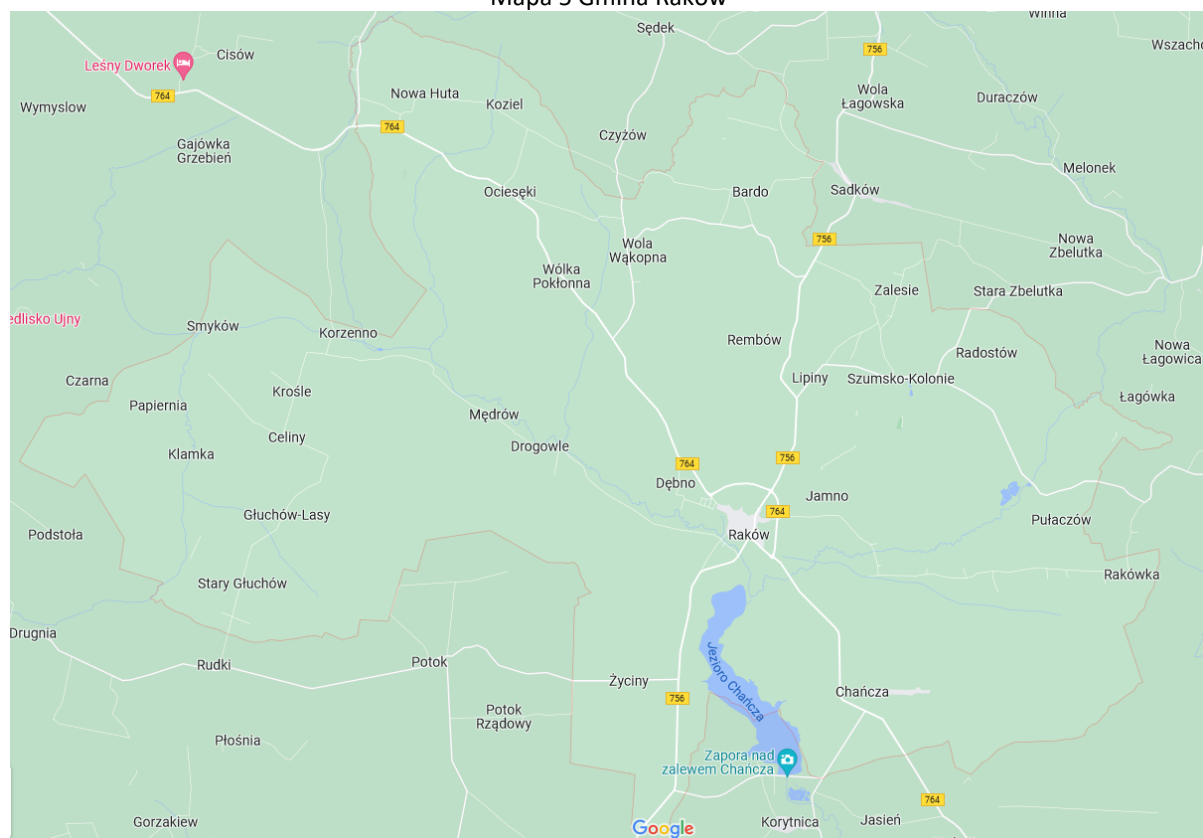 Mapa 3 Gmina Raków
Sędek
Winna
Cisów
Leśny Dworek
756
Wszacho
764
Wymyslow
Nowa Huta
Koziel
Wola
Łagowska
Duraczów
764
Czyżów
Gajówka
Grzebień
Melonek
Ociesęki
Bardo
Sadków
756
Wola
Wąkopna
Nowa
Zbelutka
Wólka
Pokłonna
Zalesie
Stara Zbelutka
edlisko Ujny
Smyków
Korzenno
Rembów
Radostów
Nowa
Łagowica
Czarna
Lipiny
Szumsko-Kolonie
Krośle
Łagówka
Papiernia
Mędrów
Celiny
Drogowle
Klamka
756
764
Dębno
Jamno
Głuchów-Lasy
764
Pułaczów
Podstoła
Raków
Rakówka
Stary Głuchów
Drugnia
Rudki
Potok
Życiny
Jezioro Chańcza
Chańcza
756
Potok
Rządowy
Płośnia
Zapora nad
zalewem Chańcza
764
Gorzakiew
Google
Korytnica
Jasień